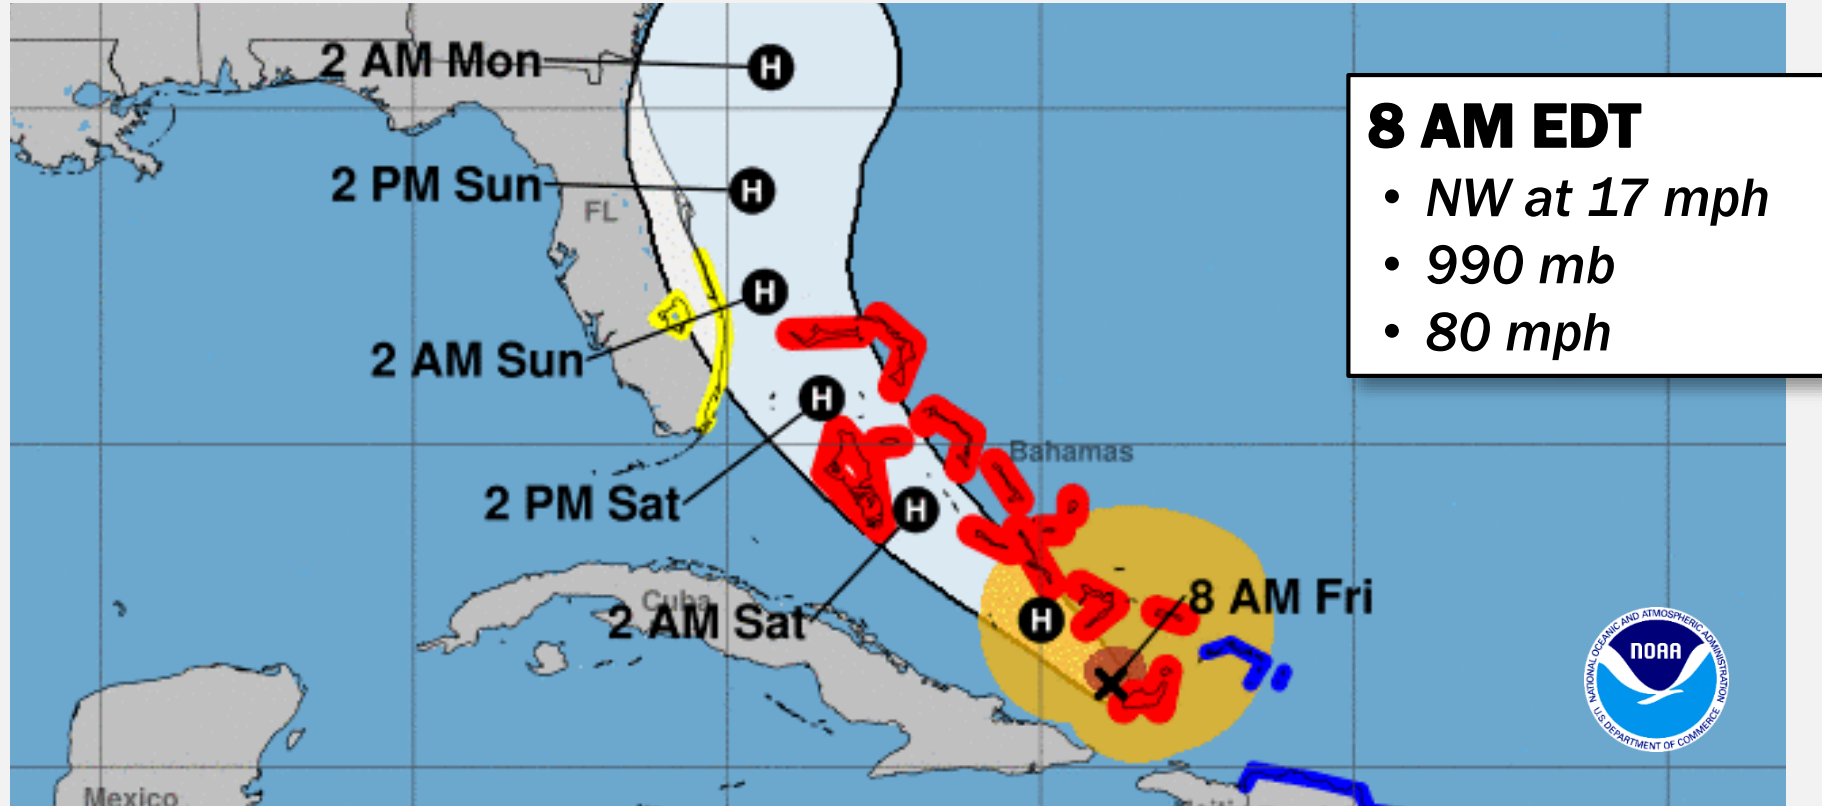 2 AM Mon
H
8 AM EDT
• NW at 17 mph
• 990 mb
• 80 mph
2 PM Sun
H
FL
2 AM Sun
H
H
Bahamas
2 PM Sat
H
8 AM Fri
Cuba
2 AM Sat
H
NATIONAL OCEANIC AND ATMOSPHERIC ADMINISTRATION
NOAA
U.S. DEPARTMENT OF COMMERCE
Mexico